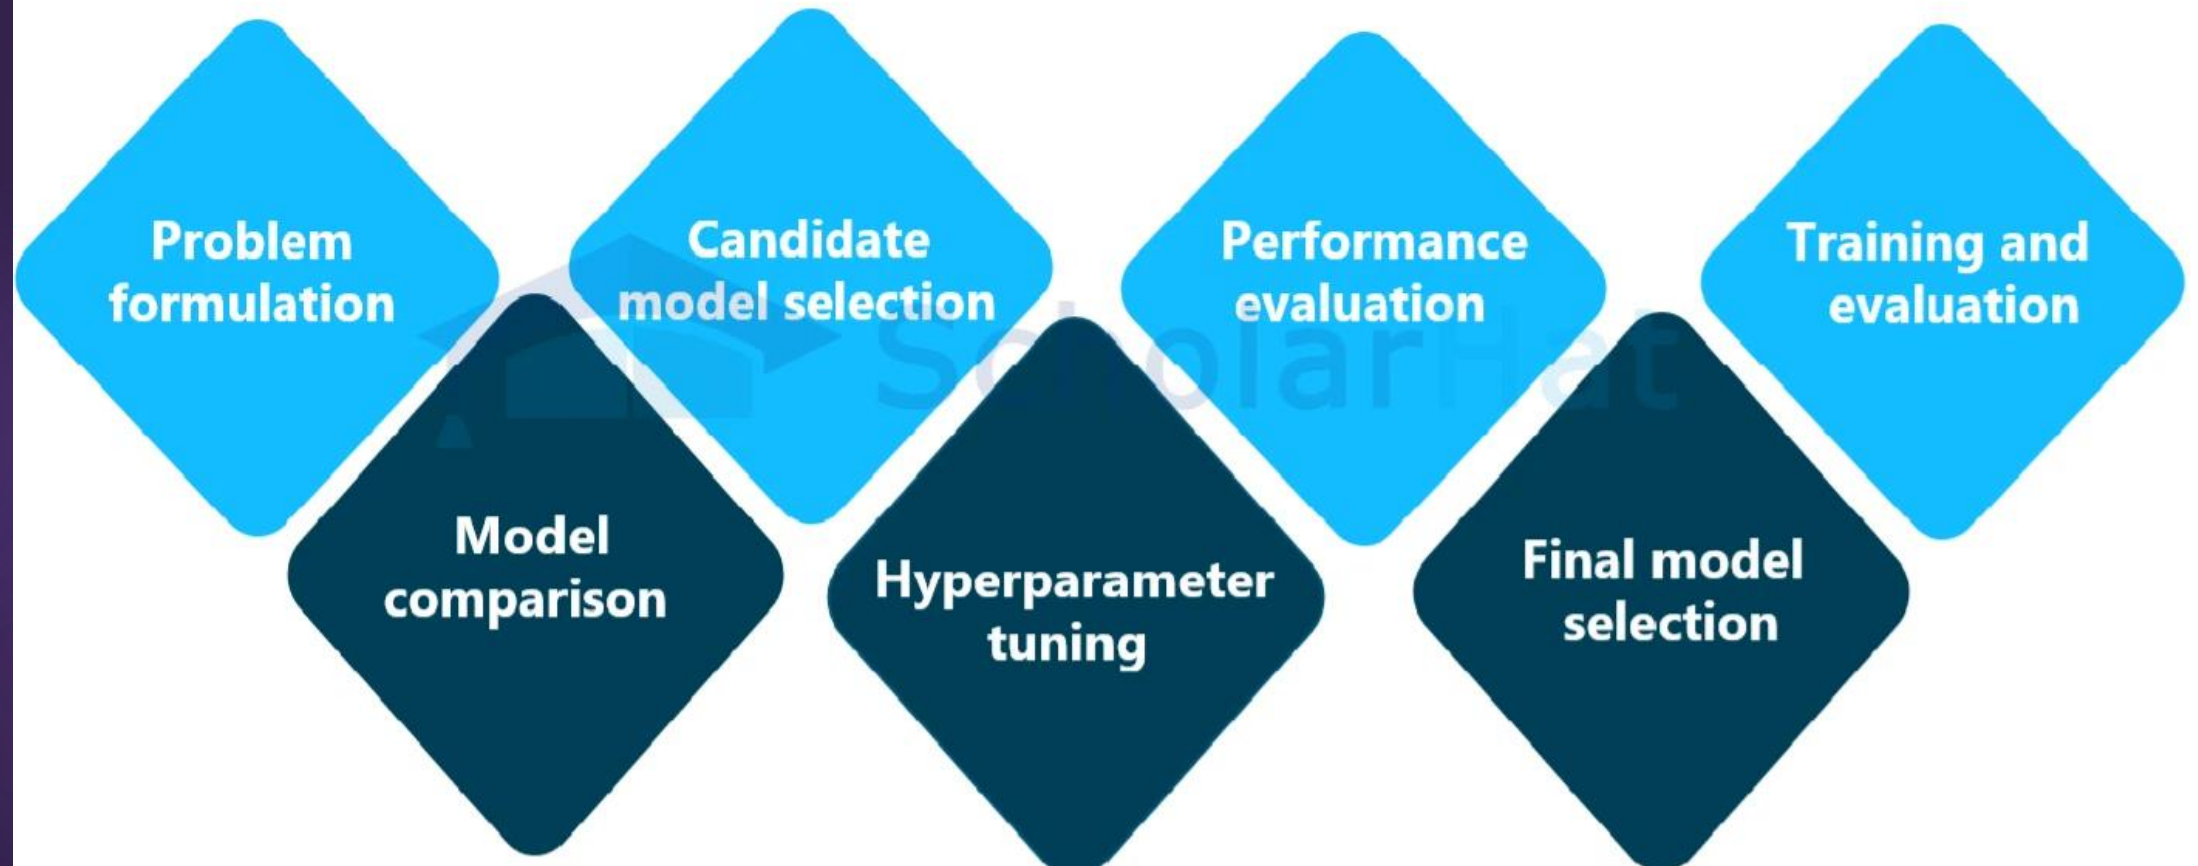 Problem
formulation
Candidate
model selection
Performance
evaluation
Training and
evaluation
Model
comparison
Hyperparameter
tuning
Final model
selection
ScholarHat